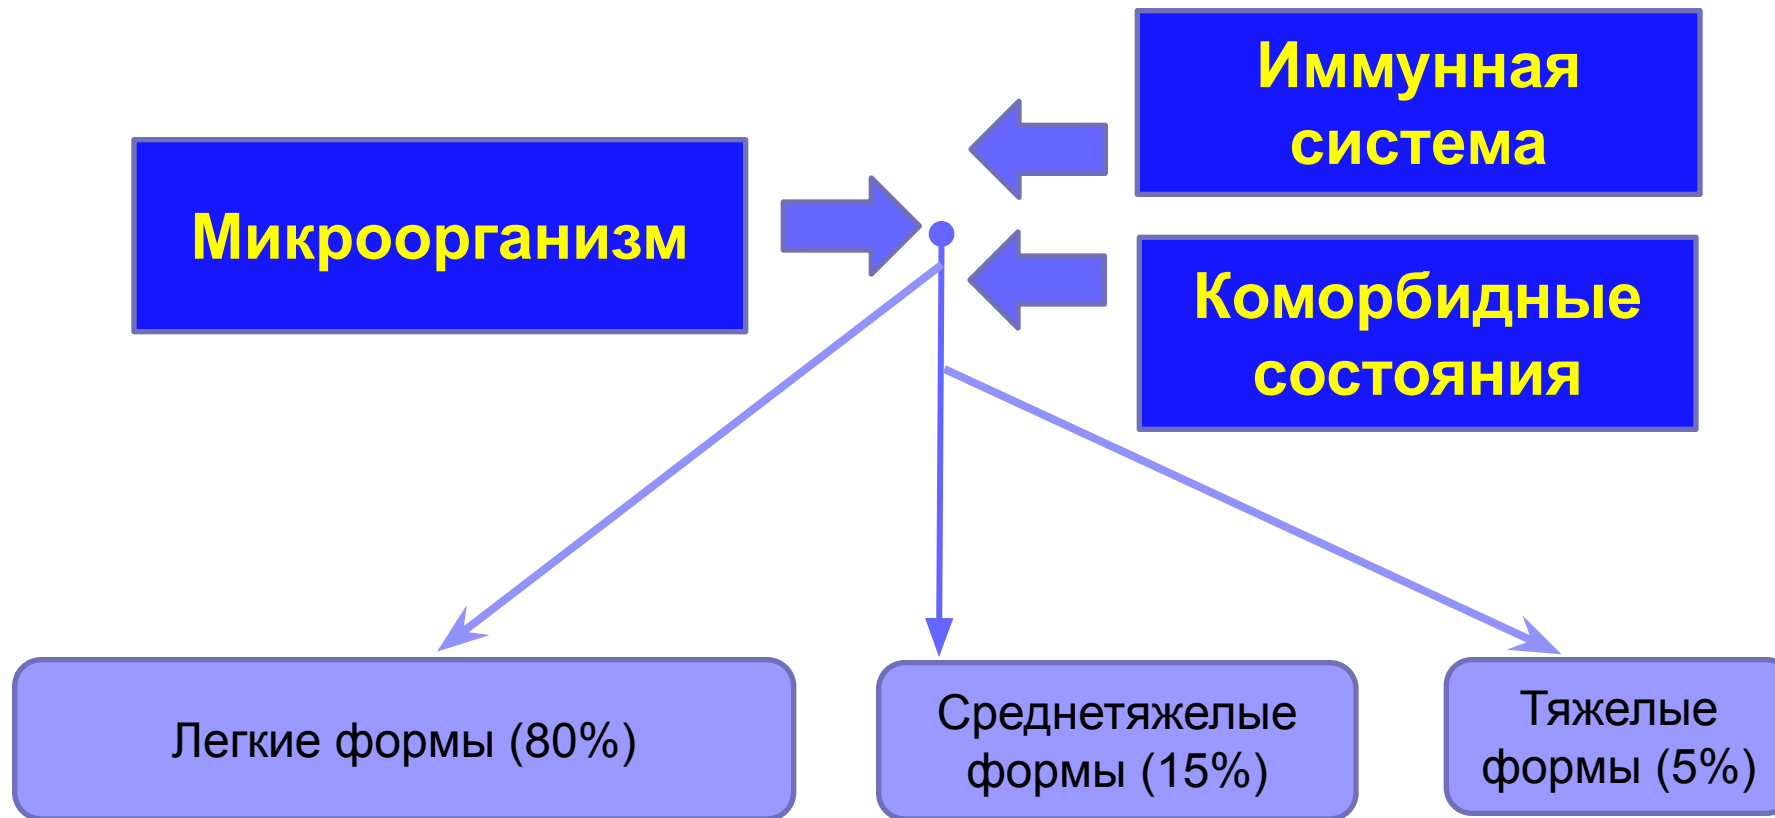 Иммунная
система
Микроорганизм
Коморбидные
состояния
Легкие формы (80%)
Среднетяжелые
формы (15%)
Тяжелые
формы (5%)